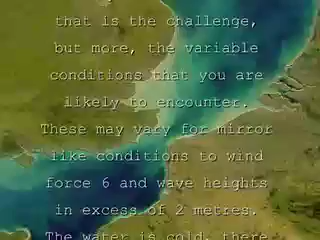 that is the challenge,
but more, the variable
conditions that you are
likely to encounter.
These may vary for mirror
like conditions to wind
force 6 and wave heights
in excess of 2 metres.
The water is cold, there